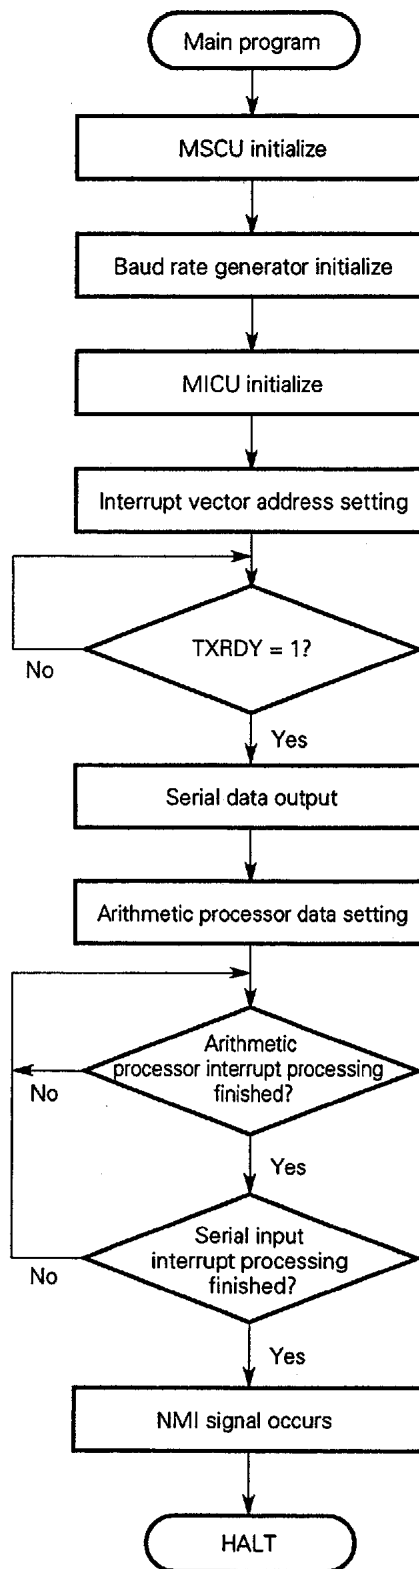 Main program
MSCU initialize
Baud rate generator initialize
MICU initialize
Interrupt vector address setting
TXRDY = 1?
No
Yes
Serial data output
Arithmetic processor data setting
Arithmetic
processor interrupt processing
finished?
No
Yes
Serial input
interrupt processing
finished?
No
Yes
NMI signal occurs
HALT